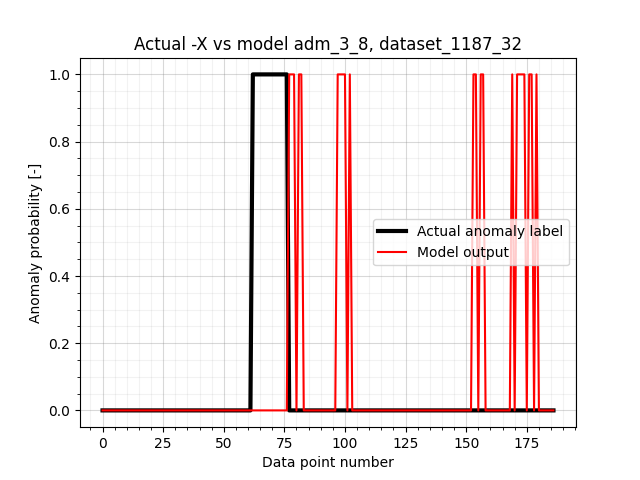 Actual -X vs model adm_3_8, dataset_1187_32
1.0
0.8
0.6
0.4
0.2
0.0
Anomaly probability [-]
Actual anomaly label
Model output
0
25
50
75
100
125
150
175
Data point number